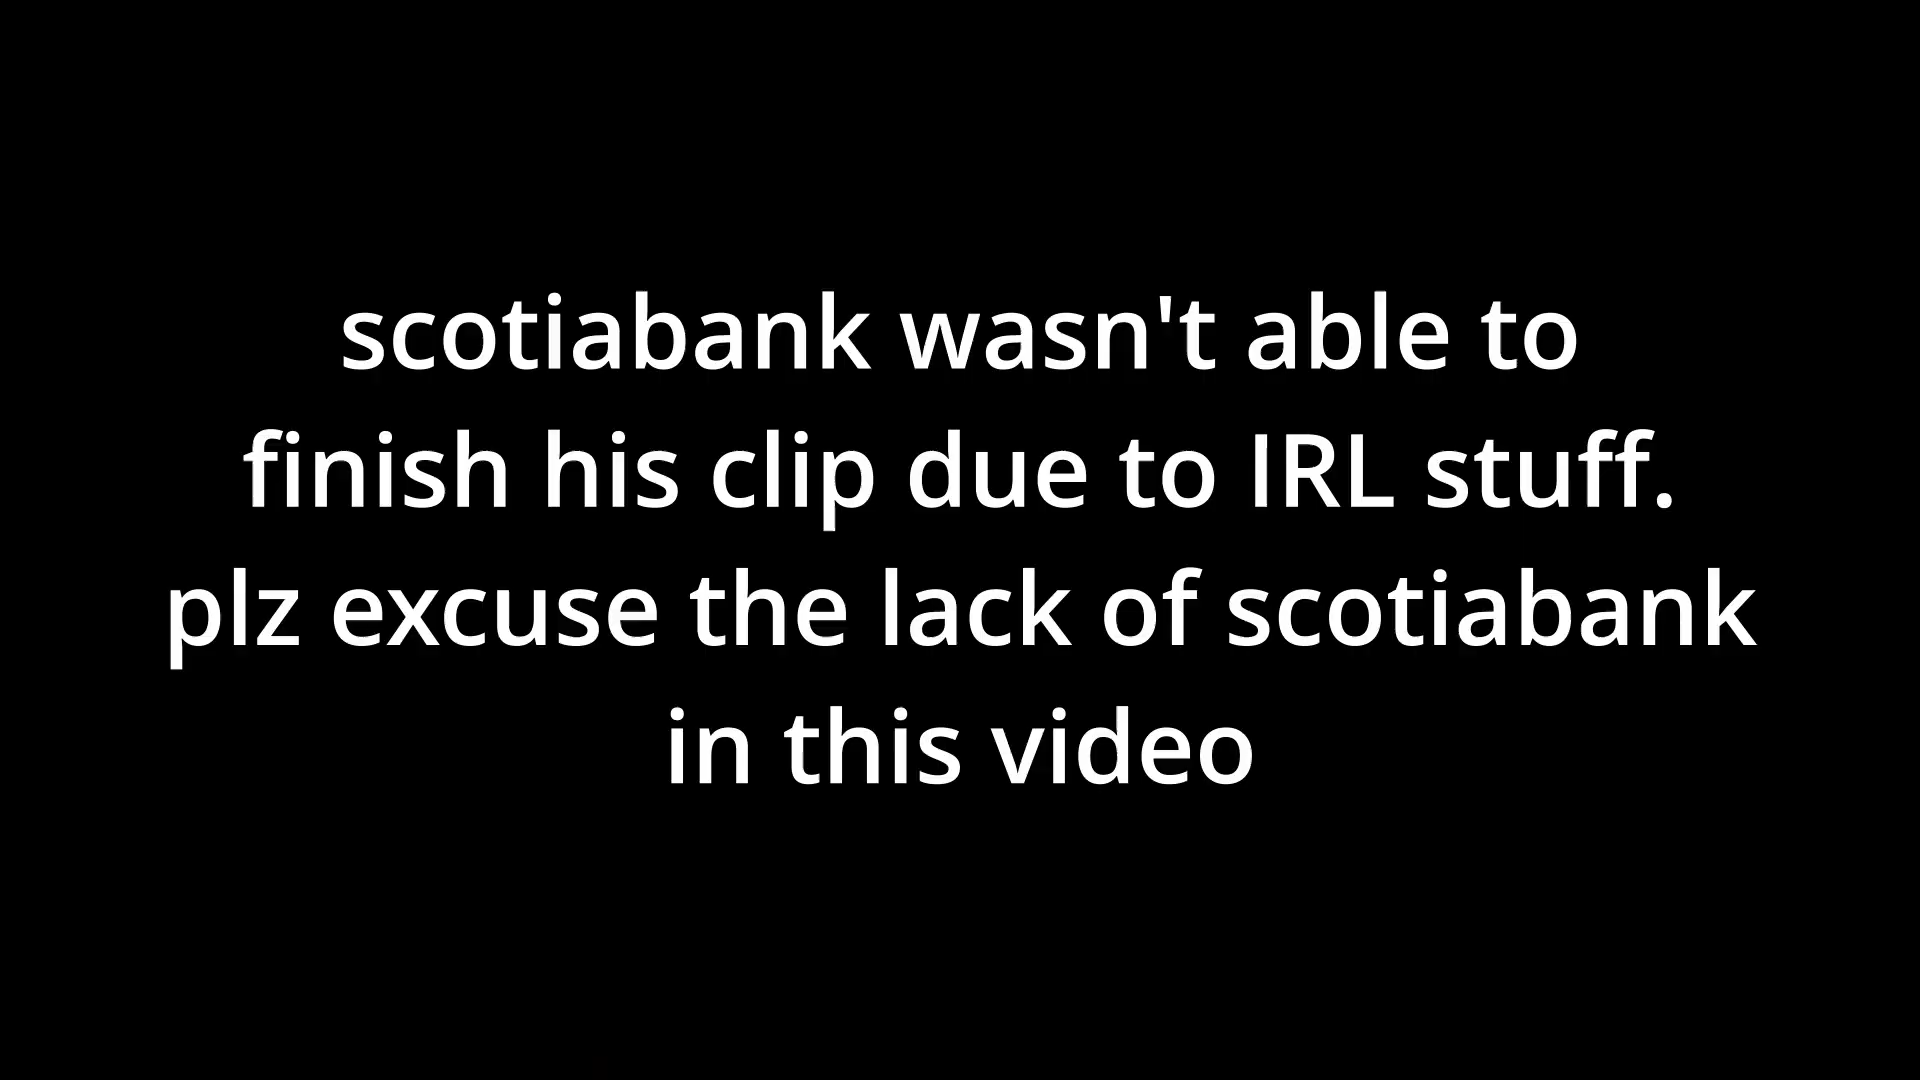 scotiabank wasn't able to
finish his clip due to IRL stuff.
plz excuse the lack of scotiabank
in this video